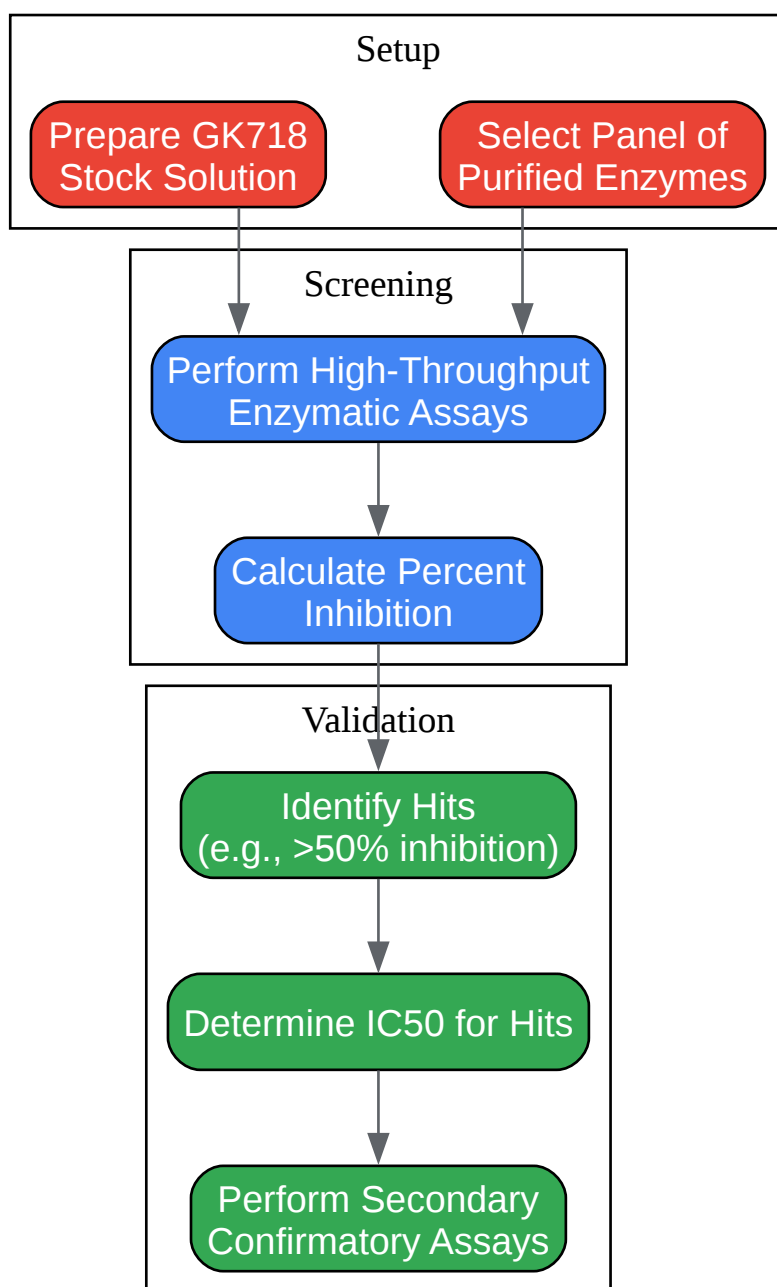 Setup
Prepare GK718
Stock Solution
Select Panel of
Purified Enzymes
Screening
Perform High-Throughput
Enzymatic Assays
Calculate Percent
Inhibition
Validation
Identify Hits
(e.g., >50% inhibition)
Determine IC50 for Hits
Perform Secondary
Confirmatory Assays